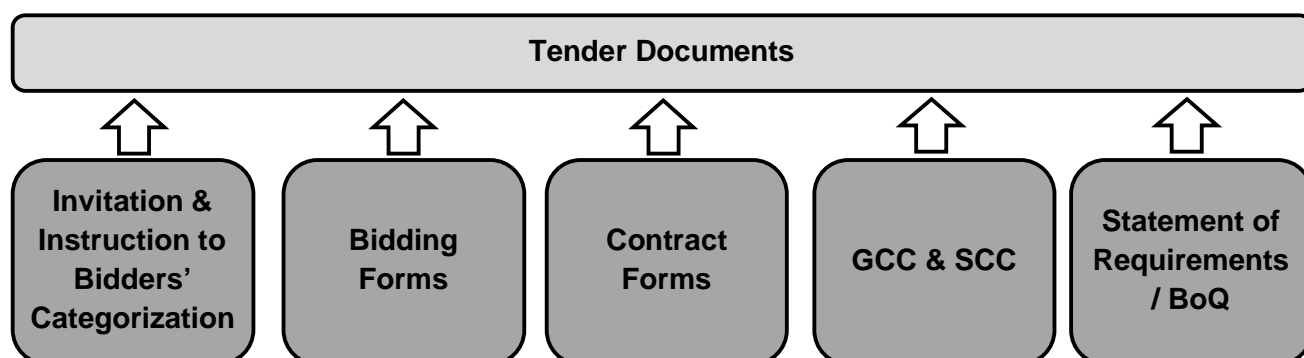 Tender Documents
Invitation &
Instruction to
Bidders’
Categorization
Bidding
Forms
Contract
Forms
GCC & SCC
Statement of
Requirements
/ BoQ